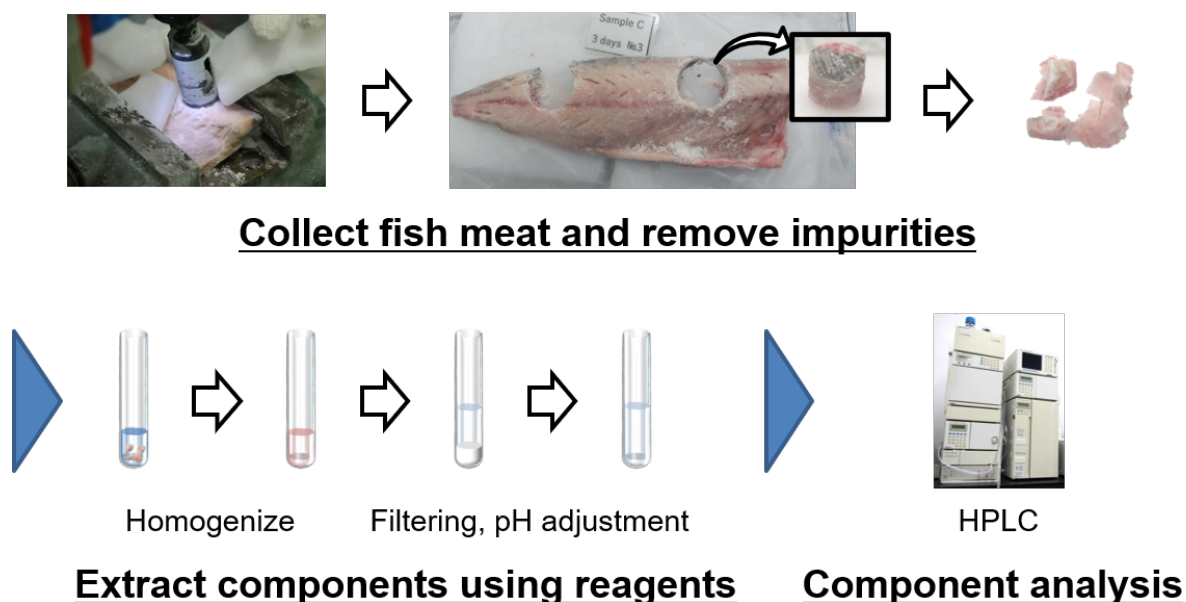 Sample C
3 days №3
Collect fish meat and remove impurities
Homogenize
Filtering, pH adjustment
HPLC
Extract components using reagents
Component analysis